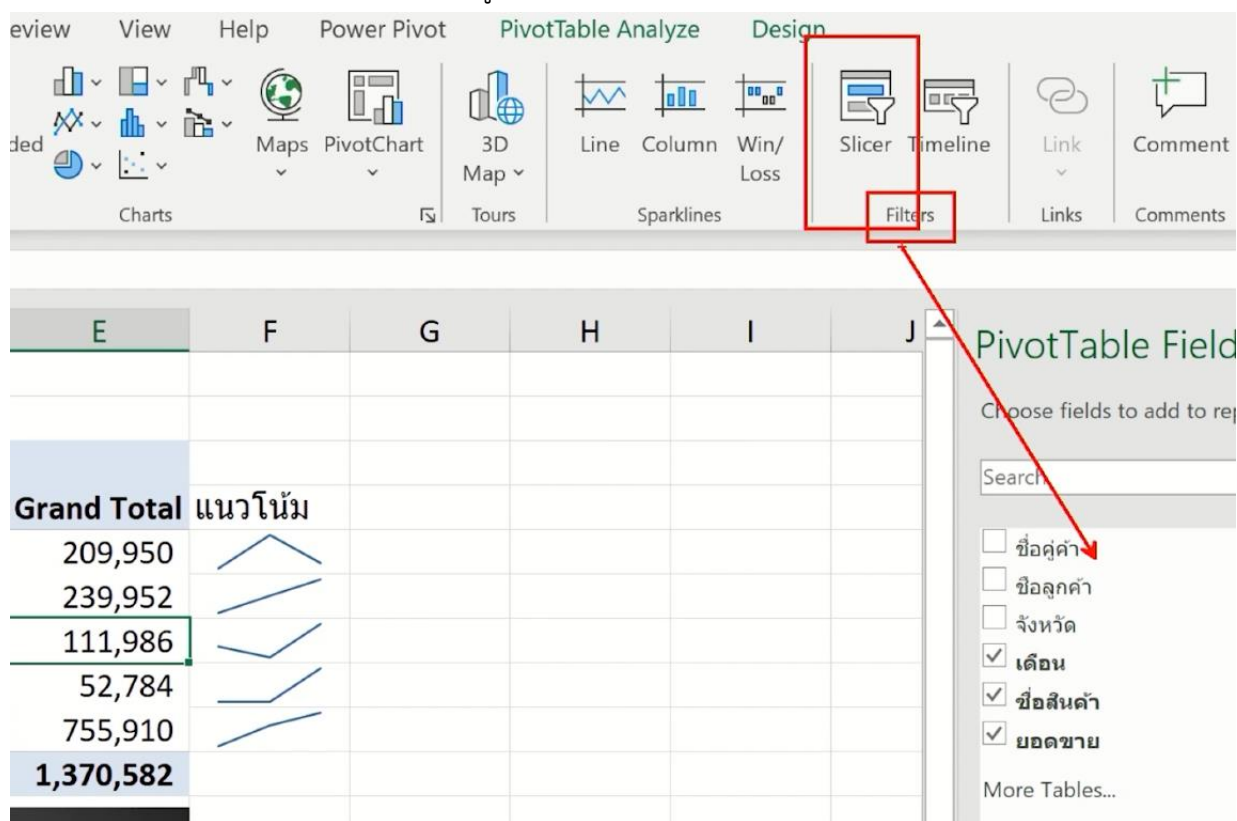 eview View Help Power Pivot PivotTable Analyze Design
ded Maps PivotChart 3D Map Line Column Win/ Loss Slicer Timeline Link Comment
Charts Tours Sparklines Filters Links Comments
E F G H I J
PivotTable Field
Choose fields to add to rep
Search
Grand Total แนวโน้ม
209,950
239,952
111,986
52,784
755,910
1,370,582
ชื่อคู่ค้า
ชือลูกค้า
จังหวัด
เดือน
ชื่อสินค้า
ยอดขาย
More Tables...